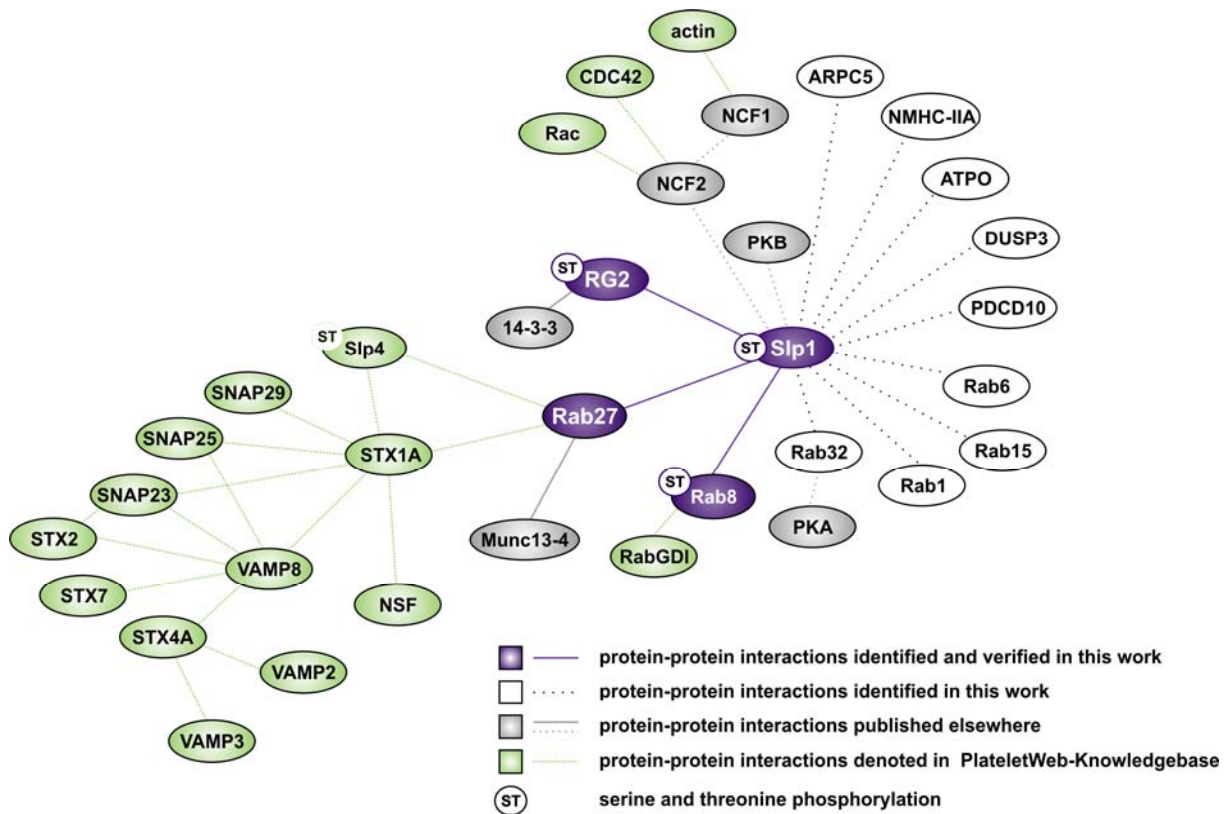 actin
CDC42
ARPC5
NCF1
NMHC-IIA
Rac
NCF2
ATPO
PKB
DUSP3
ST
RG2
PDCD10
14-3-3
ST
Slp4
ST
Slp1
SNAP29
Rab6
Rab27
SNAP25
STX1A
Rab32
Rab15
ST
Rab8
Rab1
SNAP23
PKA
STX2
Munc13-4
RabGDI
VAMP8
STX7
NSF
STX4A
VAMP2
VAMP3
protein-protein interactions identified and verified in this work
protein-protein interactions identified in this work
protein-protein interactions published elsewhere
protein-protein interactions denoted in PlateletWeb-Knowledgebase
ST serine and threonine phosphorylation